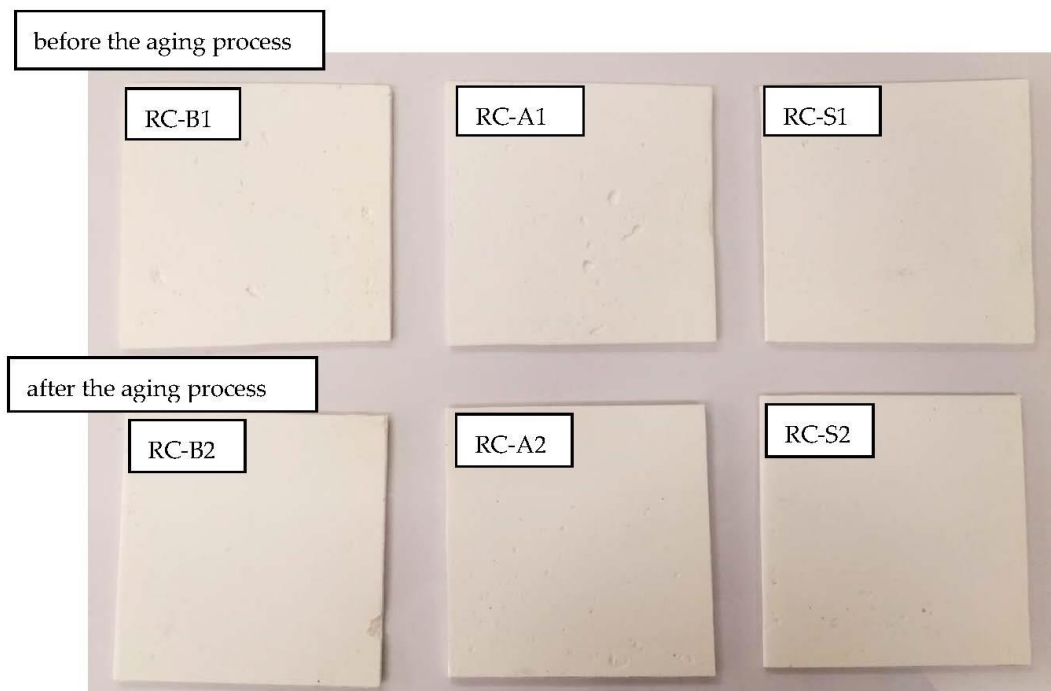 before the aging process
RC-B1
RC-A1
RC-S1
after the aging process
RC-B2
RC-A2
RC-S2